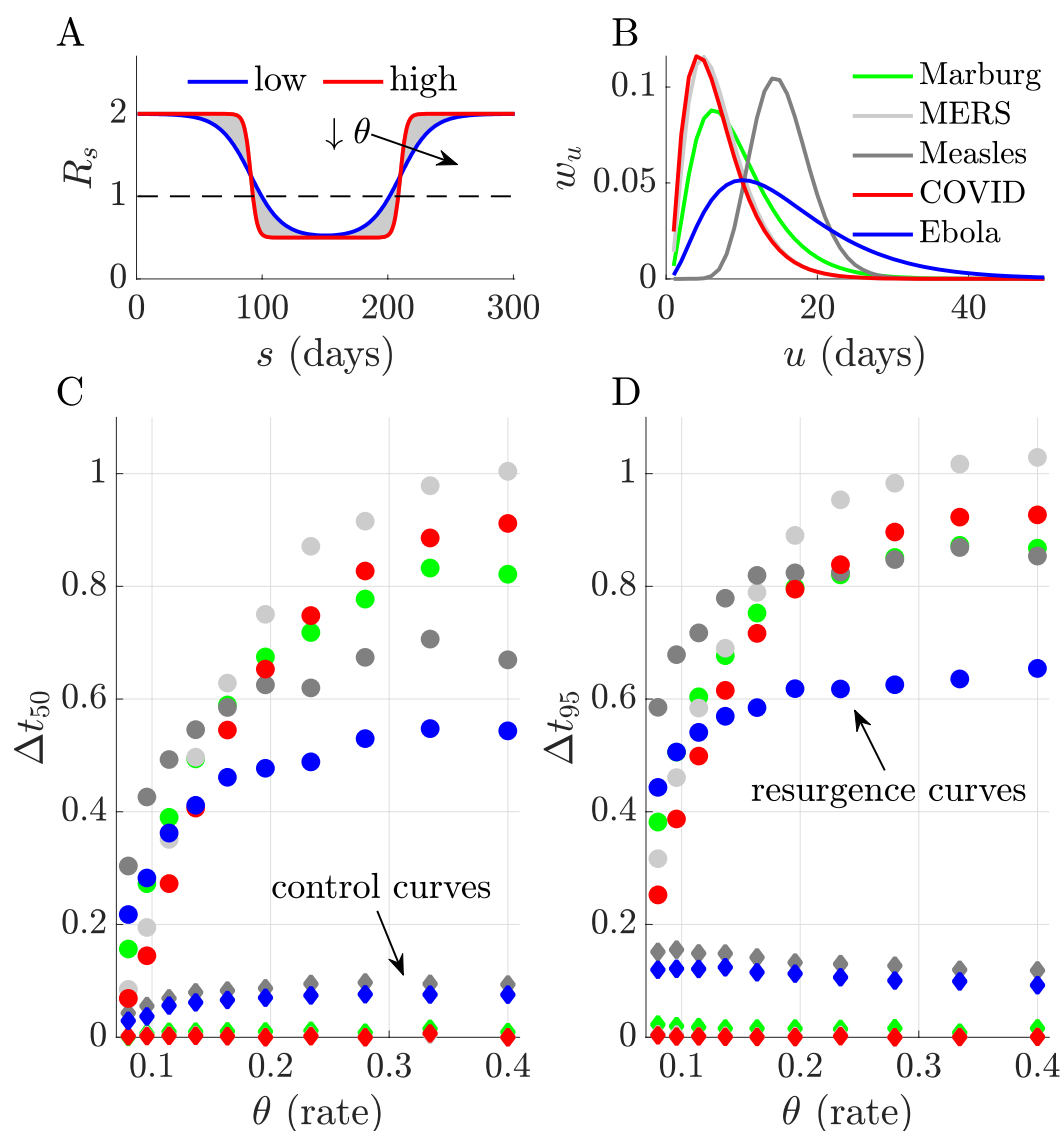 A
low high
↓ θ
R_s
2
1
0
0 100 200 300
s (days)
B
Marburg
MERS
Measles
COVID
Ebola
w_u
0.1
0.05
0
0 20 40
u (days)
C
Δt_50
1
0.8
0.6
0.4
0.2
0
control curves
0.1 0.2 0.3 0.4
θ (rate)
D
Δt_95
1
0.8
0.6
0.4
0.2
0
resurgence curves
0.1 0.2 0.3 0.4
θ (rate)